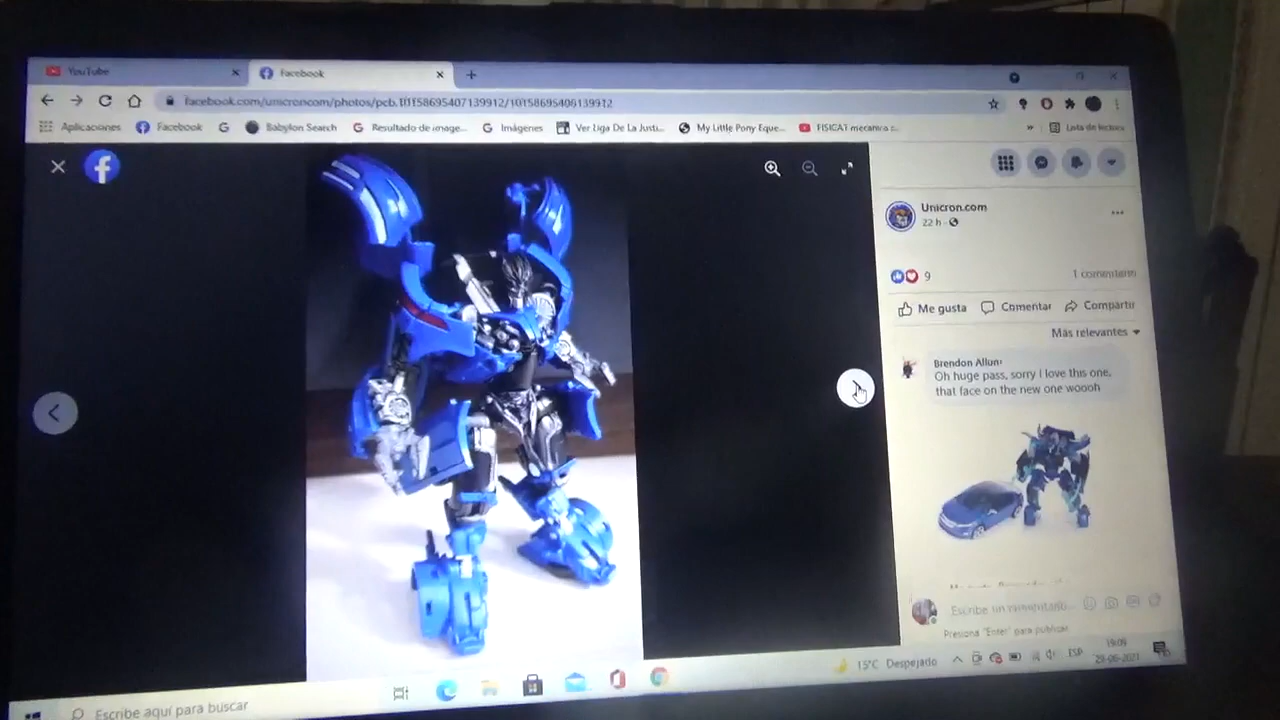 YouTube
Facebook
facebook.com/unicroncom/photos/pcb.10158695407139912/10158695406139912
Aplicaciones
Facebook
Babylon Search
Resultado de image...
Imágenes
Ver Liga De La Justi...
My Little Pony Eque...
Lista de lectura
Unicron.com
22 h
9
1 comentario
Me gusta
Comentar
Compartir
Más relevantes
Brendon Allun
Oh huge pass, sorry I love this one,
that face on the new one woooh
Escribe un comentario...
Presiona "Enter" para publicar.
15°C Despejado
ESP
19:09
Escribe aquí para buscar